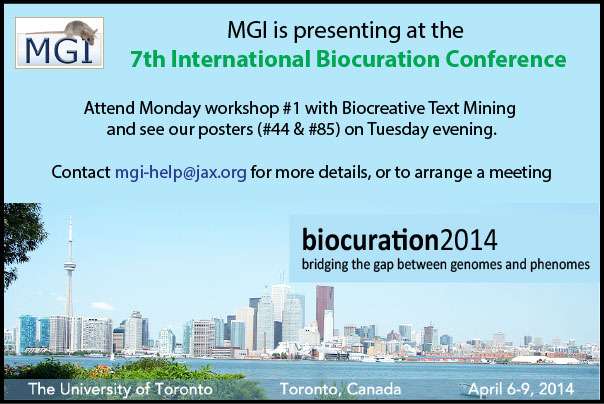 MGI
MGI is presenting at the
7th International Biocuration Conference
Attend Monday workshop #1 with Biocreative Text Mining
and see our posters (#44 & #85) on Tuesday evening.
Contact mgi-help@jax.org for more details, or to arrange a meeting
biocuration2014
bridging the gap between genomes and phenomes
The University of Toronto Toronto, Canada April 6-9, 2014